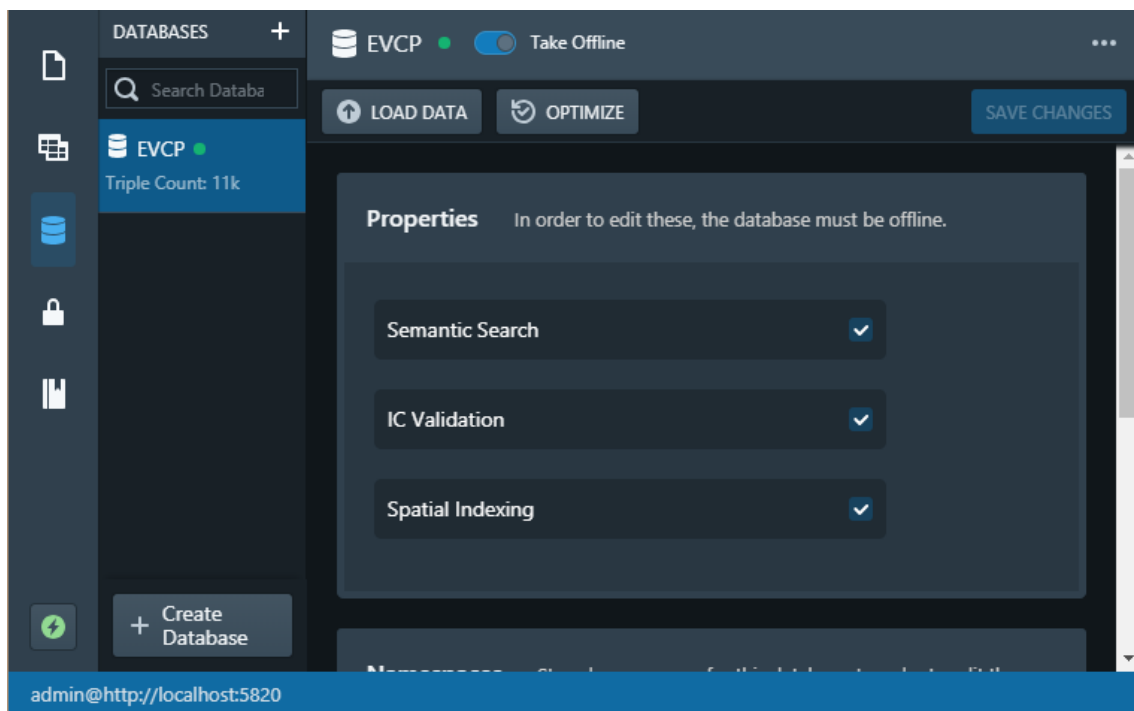 DATABASES +
Search Databa
EVCP
Triple Count: 11k
+ Create
Database
EVCP
Take Offline
LOAD DATA
OPTIMIZE
SAVE CHANGES
Properties In order to edit these, the database must be offline.
Semantic Search
IC Validation
Spatial Indexing
admin@http://localhost:5820